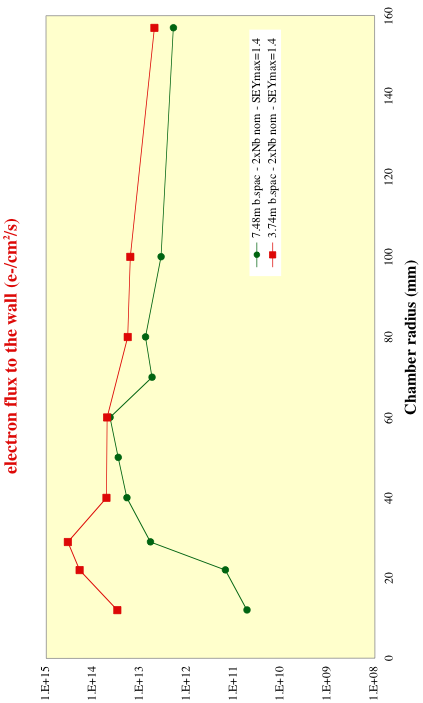 electron flux to the wall (e-/cm²/s)
1.E+15
1.E+14
1.E+13
1.E+12
1.E+11
1.E+10
1.E+09
1.E+08
7.48m b.spac - 2xNb nom - SEYmax=1.4
3.74m b.spac - 2xNb nom - SEYmax=1.4
0 20 40 60 80 100 120 140 160
Chamber radius (mm)